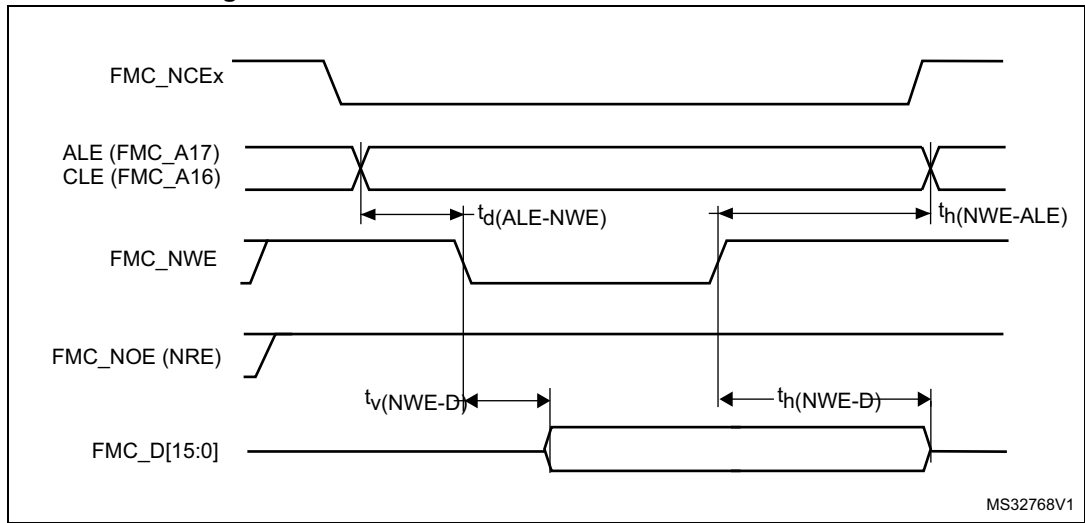 FMC_NCEx
ALE (FMC_A17)
CLE (FMC_A16)
td(ALE-NWE)
th(NWE-ALE)
FMC_NWE
FMC_NOE (NRE)
tv(NWE-D)
th(NWE-D)
FMC_D[15:0]
MS32768V1